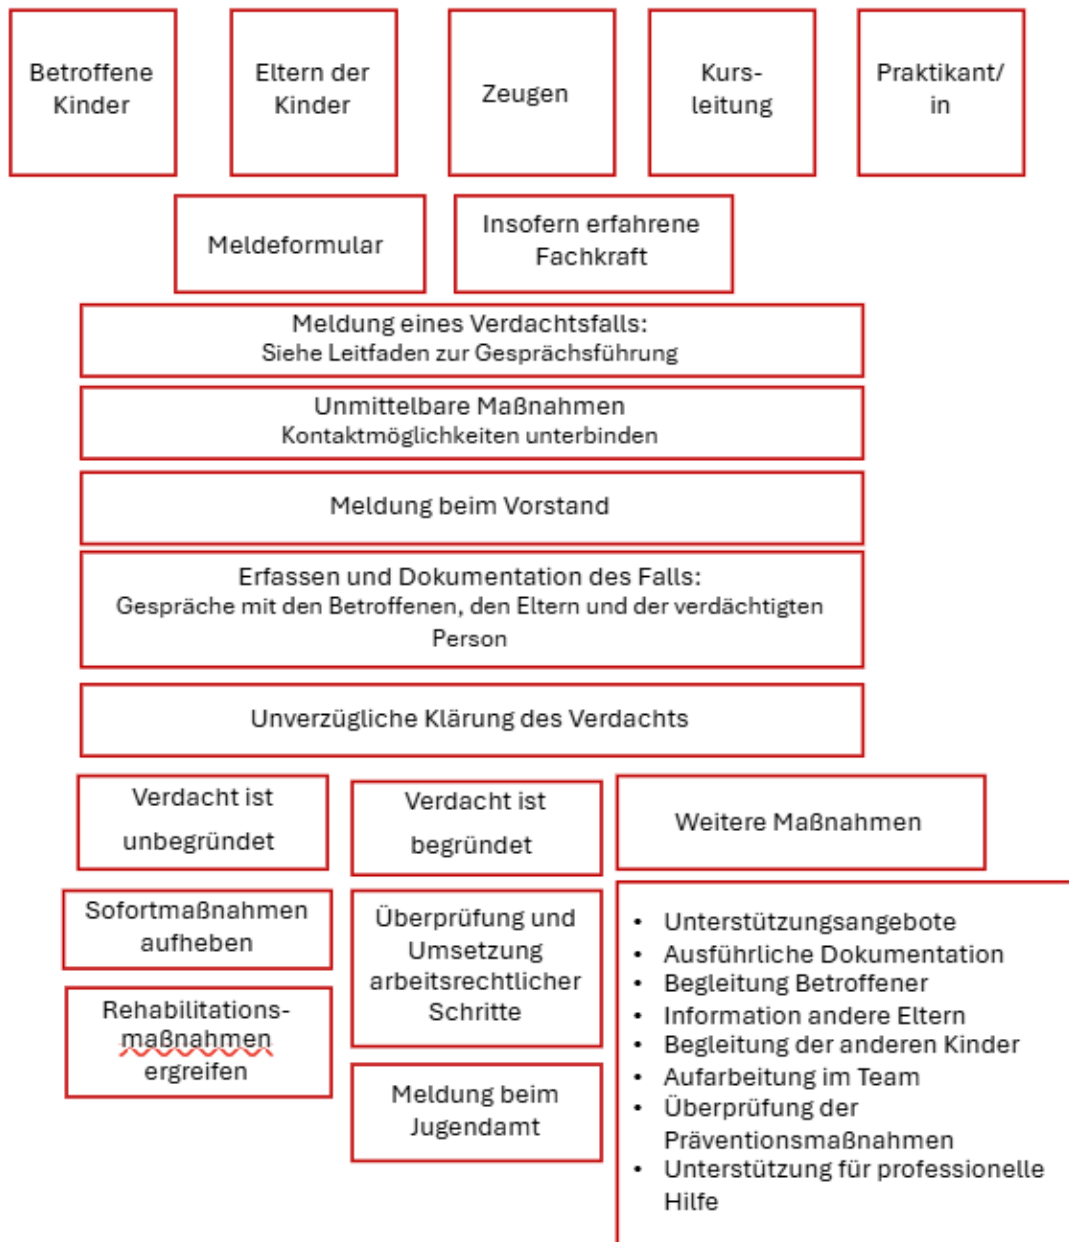 Betroffene
Kinder
Eltern der
Kinder
Zeugen
Kurs-
leitung
Praktikant/
in
Meldeformular
Insofern erfahrene
Fachkraft
Meldung eines Verdachtsfalls:
Siehe Leitfaden zur Gesprächsführung
Unmittelbare Maßnahmen
Kontaktmöglichkeiten unterbinden
Meldung beim Vorstand
Erfassen und Dokumentation des Falls:
Gespräche mit den Betroffenen, den Eltern und der verdächtigten
Person
Unverzügliche Klärung des Verdachts
Verdacht ist
unbegründet
Sofortmaßnahmen
aufheben
Rehabilitations-
maßnahmen
ergreifen
Verdacht ist
begründet
Überprüfung und
Umsetzung
arbeitsrechtlicher
Schritte
Meldung beim
Jugendamt
Weitere Maßnahmen
• Unterstützungsangebote
• Ausführliche Dokumentation
• Begleitung Betroffener
• Information andere Eltern
• Begleitung der anderen Kinder
• Aufarbeitung im Team
• Überprüfung der
Präventionsmaßnahmen
• Unterstützung für professionelle
Hilfe